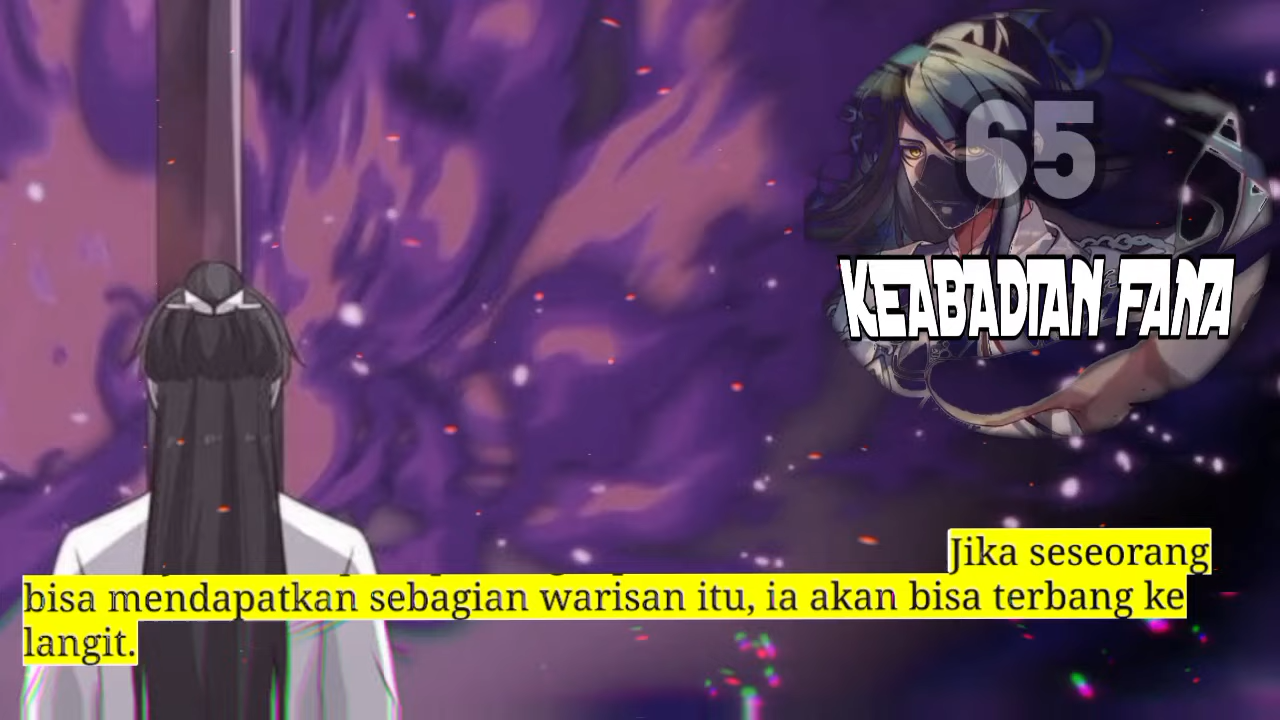 65
KEABADIAN FANA
Jika seseorang
bisa mendapatkan sebagian warisan itu, ia akan bisa terbang ke
langit.